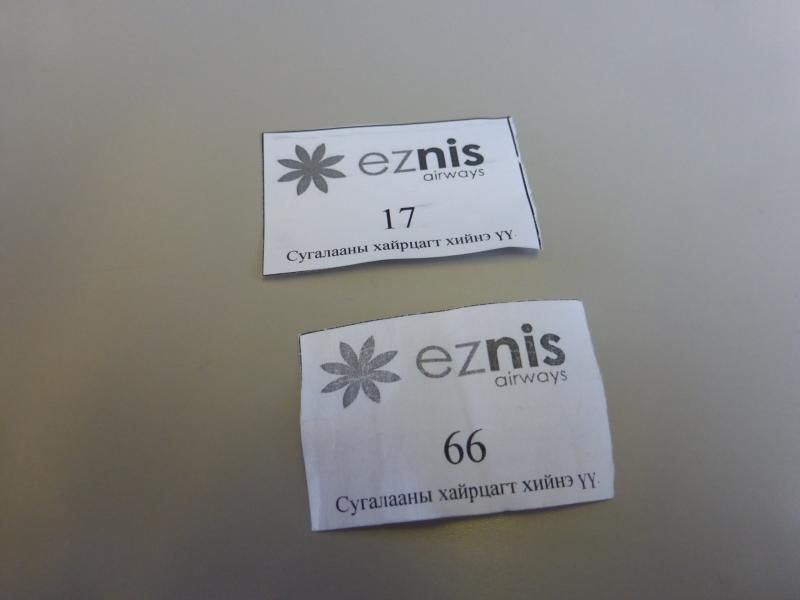 eznis
airways
17
Сугалааны хайрцагт хийнэ үү.
eznis
airways
66
Сугалааны хайрцагт хийнэ үү.